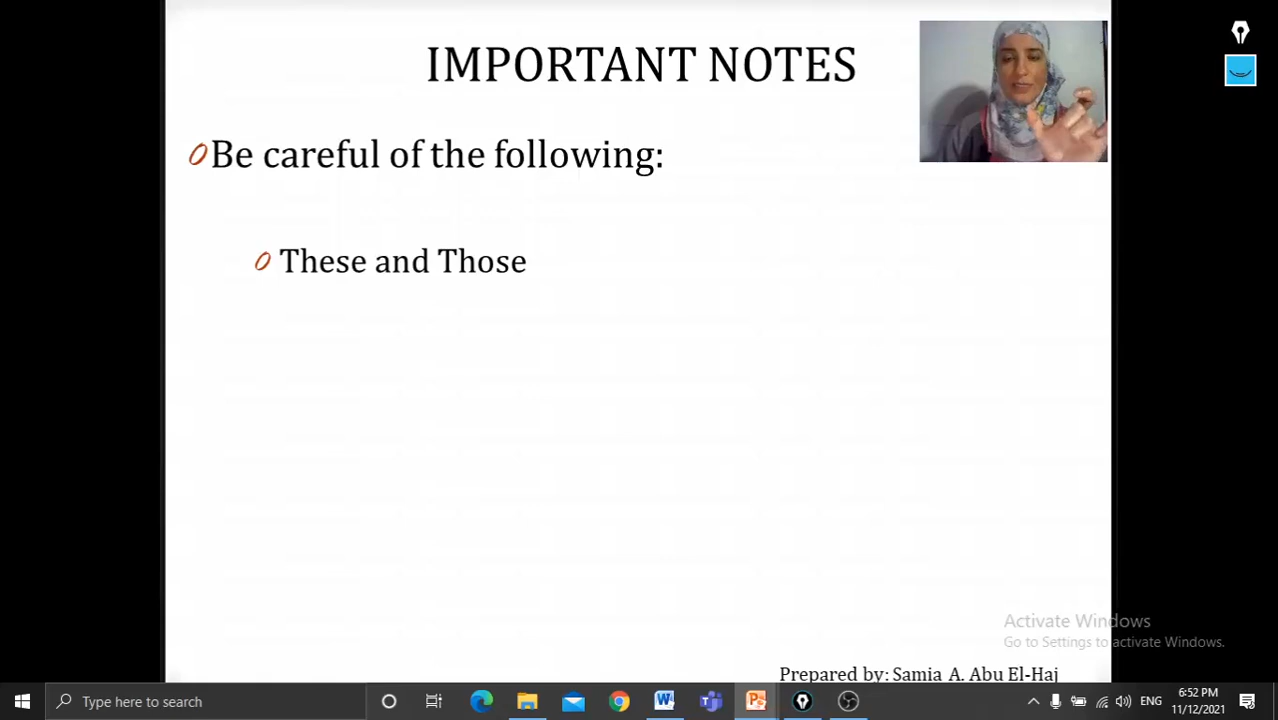 IMPORTANT NOTES
Be careful of the following:
These and Those
Activate Windows
Go to Settings to activate Windows.
Prepared by: Samia A. Abu El-Haj
Type here to search
ENG
6:52 PM
11/12/2021